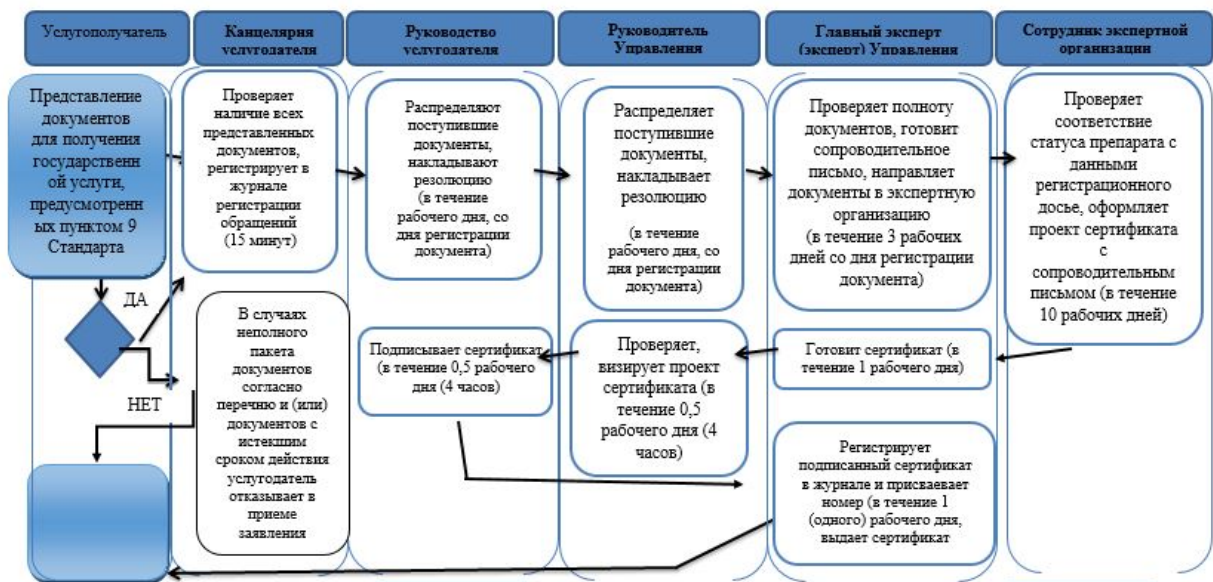 Услугополучатель
Канцелярия
услугодателя
Руководство
услугодателя
Руководитель
Управления
Главный эксперт
(эксперт) Управления
Сотрудник экспертной
организации
Представление
документов
для получения
государственн
ой услуги,
предусмотренн
ых пунктом 9
Стандарта
Проверяет
наличие всех
представленных
документов,
регистрирует в
журнале
регистрации
обращений
(15 минут)
Распределяют
поступившие
документы,
накладывают
резолюцию
(в течение
рабочего дня, со
дня регистрации
документа)
Распределяет
поступившие
документы,
накладывает
резолюцию
(в течение
рабочего дня, со
дня регистрации
документа)
Проверяет полноту
документов, готовит
сопроводительное
письмо, направляет
документы в экспертную
организацию
(в течение 3 рабочих
дней со дня регистрации
документа)
Проверяет
соответствие
статуса препарата с
данными
регистрационного
досье, оформляет
проект сертификата
с
сопроводительным
письмом (в течение
10 рабочих дней)
ДА
НЕТ
В случаях
неполного
пакета
документов
согласно
перечню и (или)
документов с
истекшим
сроком действия
услугодатель
отказывает в
приеме
заявления
Подписывает сертификат
(в течение 0,5 рабочего
дня (4 часов)
Проверяет,
визирует проект
сертификата (в
течение 0,5
рабочего дня (4
часов)
Готовит сертификат (в
течение 1 рабочего дня)
Регистрирует
подписанный сертификат
в журнале и присваевает
номер (в течение 1
(одного) рабочего дня,
выдает сертификат